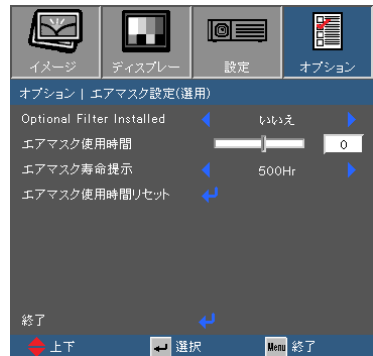 イメージ ディスプレー 設定 オプション
オプション | エアマスク設定(選用)
Optional Filter Installed いいえ
エアマスク使用時間 0
エアマスク寿命提示 500Hr
エアマスク使用時間リセット
終了
上下 選択 Menu 終了